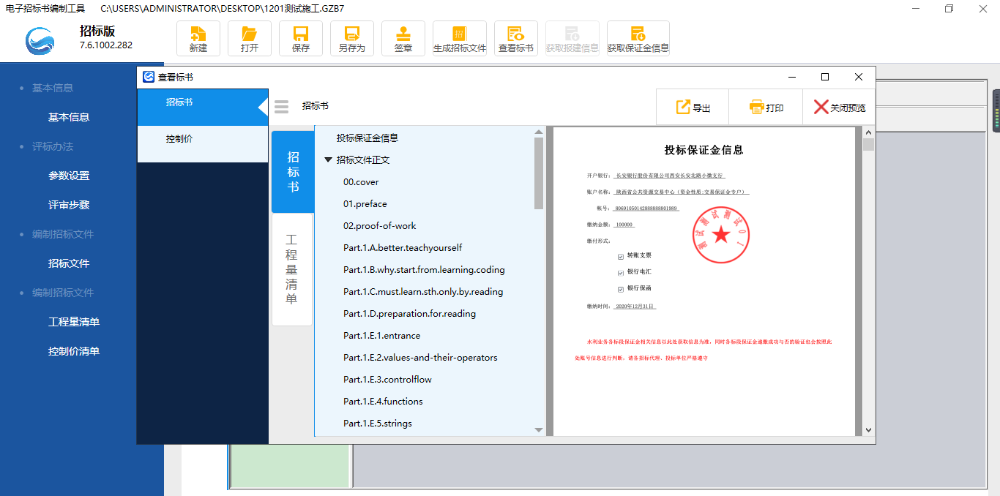 电子招标书编制工具 C:\USERS\ADMINISTRATOR\DESKTOP\1201测试施工.GZB7
招标版
7.6.1002.282
新建
打开
保存
另存为
签章
生成招标文件
查看标书
获取报建信息
获取保证金信息
基本信息
基本信息
评标办法
参数设置
评审步骤
编制招标文件
招标文件
编制招标文件
工程量清单
控制价清单
查看标书
招标书
控制价
招标书
导出
打印
关闭预览
招标书
工程量清单
投标保证金信息
招标文件正文
00.cover
01.preface
02.proof-of-work
Part.1.A.better.teachyourself
Part.1.B.why.start.from.learning.coding
Part.1.C.must.learn.sth.only.by.reading
Part.1.D.preparation.for.reading
Part.1.E.1.entrance
Part.1.E.2.values-and-their-operators
Part.1.E.3.controlflow
Part.1.E.4.functions
Part.1.E.5.strings
投标保证金信息
开户银行: 长安银行股份有限公司西安长安北路小微支行
账户名称: 陕西省公共资源交易中心（资金性质:交易保证金专户）
账号:
缴纳金额: 100000
缴付形式:
转账支票
银行电汇
银行保函
缴纳时间: 2020年12月31日
测试测试测试01
水利业务各标段保证金相关信息以此处获取信息为准, 同时各标段保证金递缴成功与否的验证也会按照此
处账号信息进行判断, 请各招标代理、投标单位严格遵守